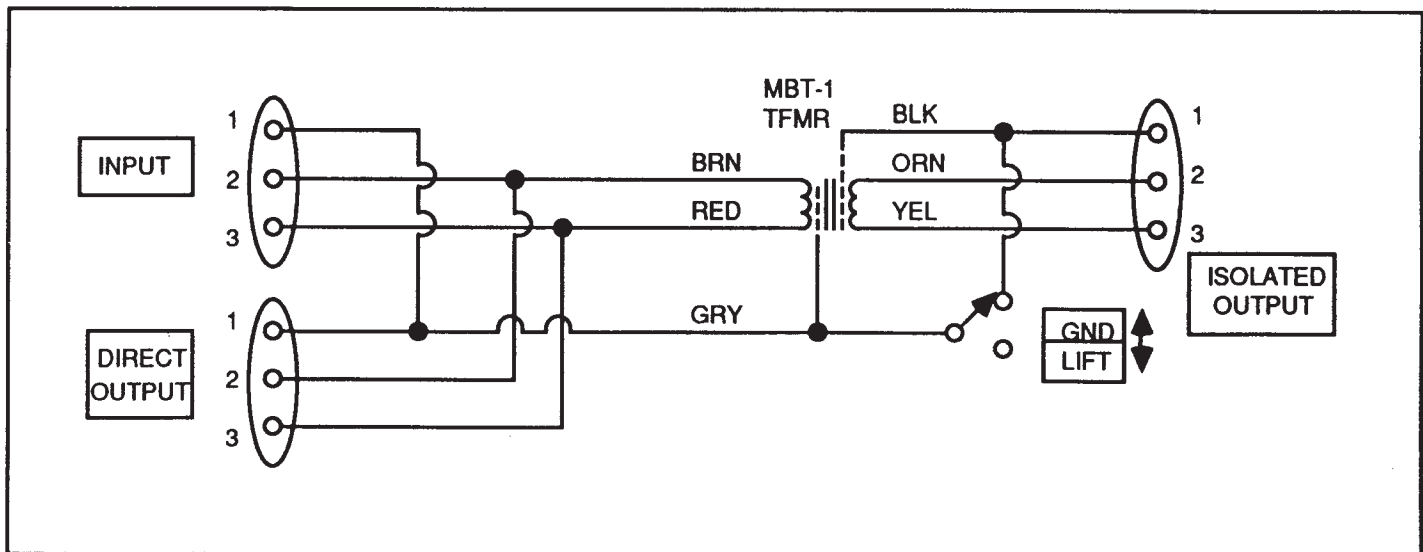 INPUT
1
2
3
DIRECT
OUTPUT
1
2
3
MBT-1
TFMR
BRN
RED
GRY
BLK
ORN
YEL
1
2
3
ISOLATED
OUTPUT
GND
LIFT